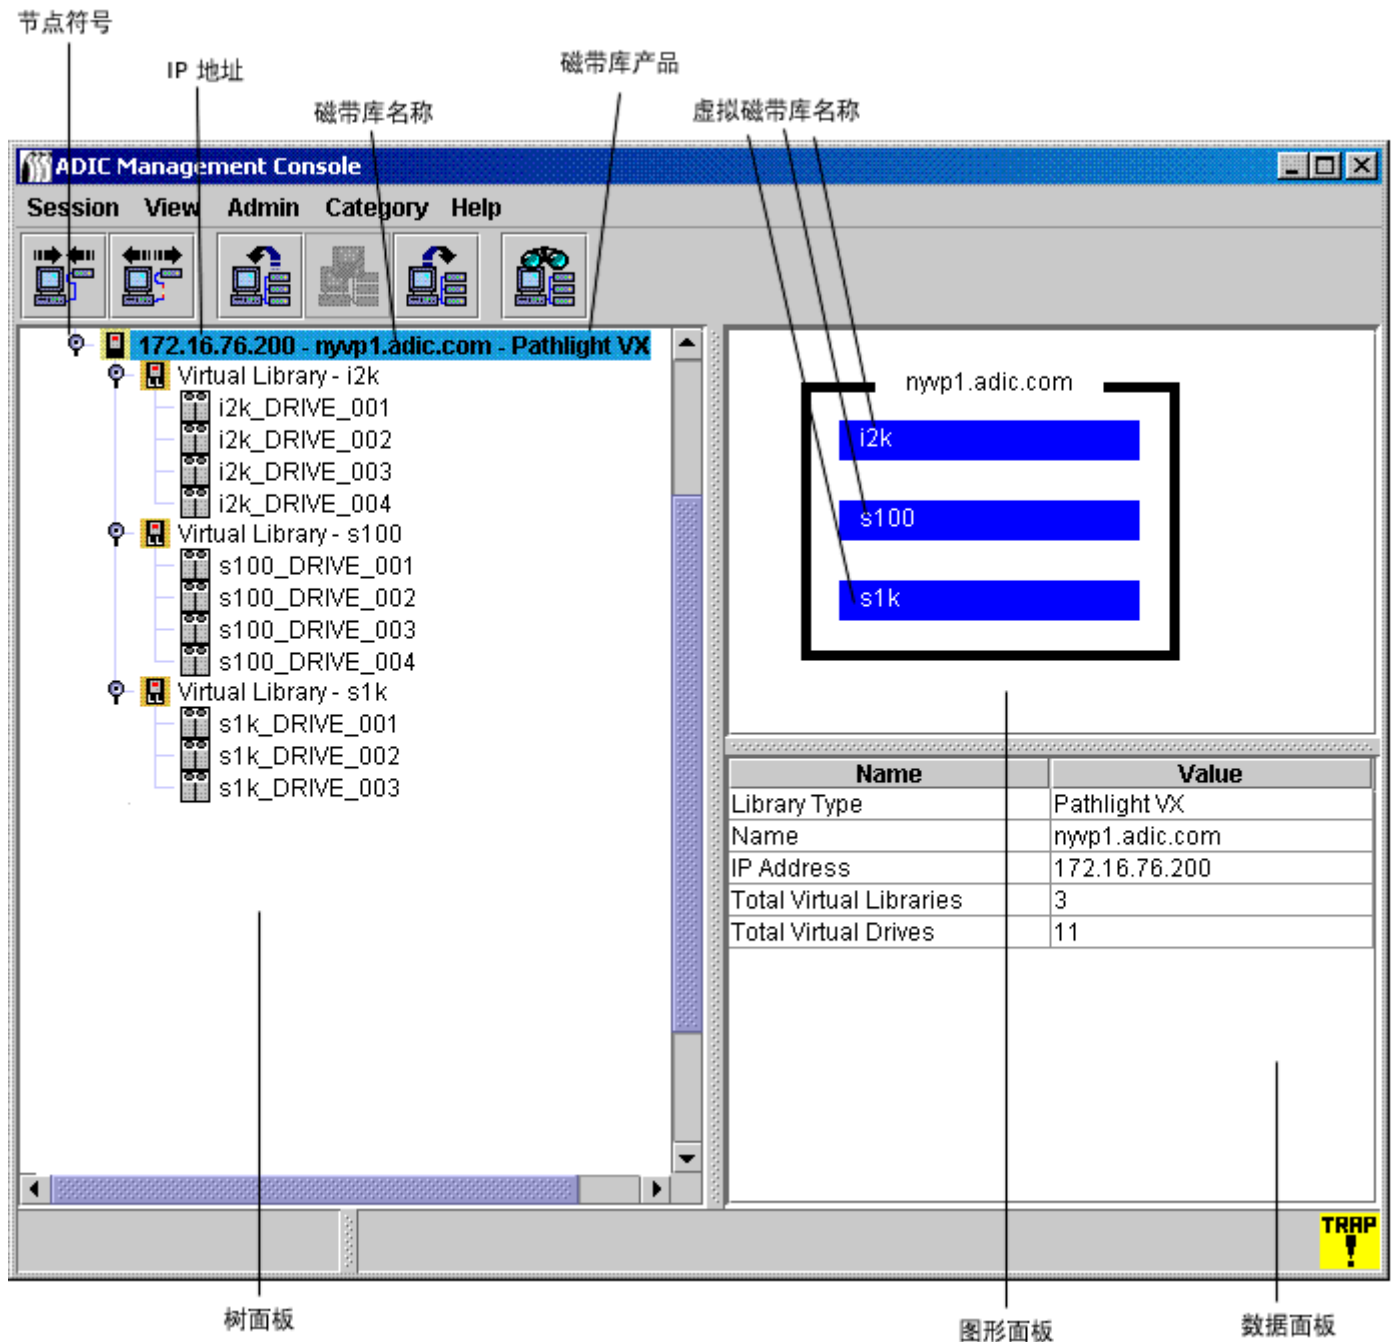 节点符号
IP 地址
磁带库产品
磁带库名称
虚拟磁带库名称
ADIC Management Console
Session View Admin Category Help
172.16.76.200 - nyvp1.adic.com - Pathlight VX
Virtual Library - i2k
i2k_DRIVE_001
i2k_DRIVE_002
i2k_DRIVE_003
i2k_DRIVE_004
Virtual Library - s100
s100_DRIVE_001
s100_DRIVE_002
s100_DRIVE_003
s100_DRIVE_004
Virtual Library - s1k
s1k_DRIVE_001
s1k_DRIVE_002
s1k_DRIVE_003
nyvp1.adic.com
i2k
s100
s1k
Name Value
Library Type Pathlight VX
Name nyvp1.adic.com
IP Address 172.16.76.200
Total Virtual Libraries 3
Total Virtual Drives 11
TRAP
!
树面板
图形面板
数据面板